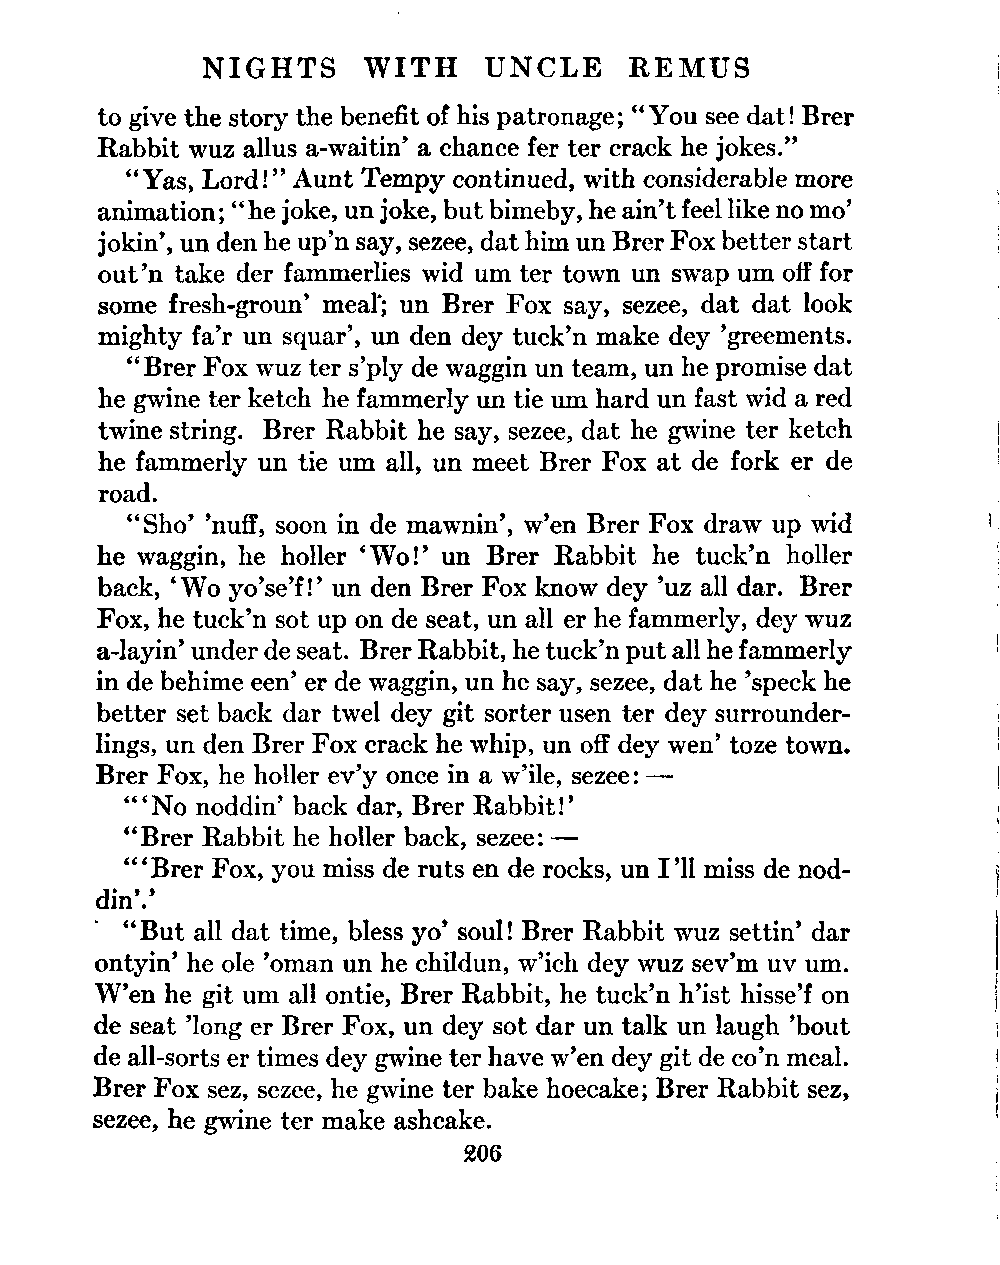 NIGHTS WITH UNCLE REMUS
to give the story the benefit of his patronage; “You see dat! Brer
Rabbit wuz allus a-waitin’ a chance fer ter crack he jokes.”
“Yas, Lord!” Aunt Tempy continued, with considerable more
animation; “he joke, un joke, but bimeby, he ain’t feel like no mo’
jokin’, un den he up’n say, sezee, dat him un Brer Fox better start
out’n take der fammerlies wid um ter town un swap um off for
some fresh-groun’ meal; un Brer Fox say, sezee, dat dat look
mighty fa’r un squar’, un den dey tuck’n make dey ’greements.
“Brer Fox wuz ter s’ply de waggin un team, un he promise dat
he gwine ter ketch he fammerly un tie um hard un fast wid a red
twine string. Brer Rabbit he say, sezee, dat he gwine ter ketch
he fammerly un tie um all, un meet Brer Fox at de fork er de
road.
“Sho’ ’nuff, soon in de mawnin’, w’en Brer Fox draw up wid
he waggin, he holler ‘Wo!’ un Brer Rabbit he tuck’n holler
back, ‘Wo yo’se’f!’ un den Brer Fox know dey ’uz all dar. Brer
Fox, he tuck’n sot up on de seat, un all er he fammerly, dey wuz
a-layin’ under de seat. Brer Rabbit, he tuck’n put all he fammerly
in de behime een’ er de waggin, un he say, sezee, dat he ’speck he
better set back dar twel dey git sorter usen ter dey surrounder-
lings, un den Brer Fox crack he whip, un off dey wen’ toze town.
Brer Fox, he holler ev’y once in a w’ile, sezee: —
“‘No noddin’ back dar, Brer Rabbit!’
“Brer Rabbit he holler back, sezee: —
“‘Brer Fox, you miss de ruts en de rocks, un I’ll miss de nod-
din’.’
“But all dat time, bless yo’ soul! Brer Rabbit wuz settin’ dar
ontyin’ he ole ’oman un he childun, w’ich dey wuz sev’m uv um.
W’en he git um all ontie, Brer Rabbit, he tuck’n h’ist hisse’f on
de seat ’long er Brer Fox, un dey sot dar un talk un laugh ’bout
de all-sorts er times dey gwine ter have w’en dey git de co’n meal.
Brer Fox sez, sezee, he gwine ter bake hoecake; Brer Rabbit sez,
sezee, he gwine ter make ashcake.
206